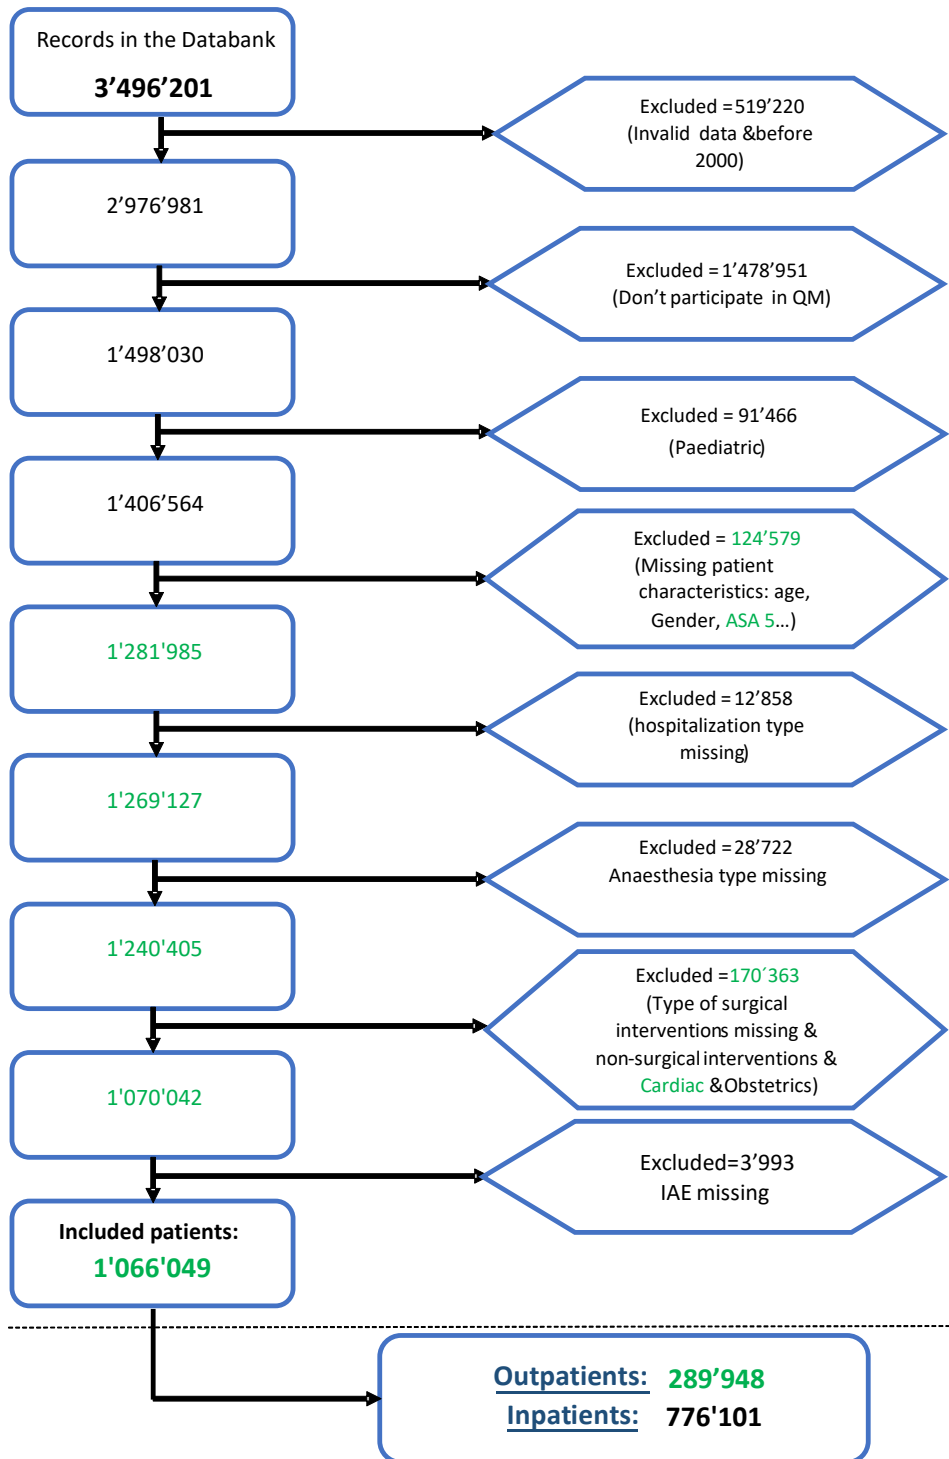 Records in the Databank
3’496’201
Excluded =519’220
(Invalid data &before
2000)
2’976’981
Excluded = 1’478’951
(Don’t participate in QM)
1’498’030
Excluded = 91’466
(Paediatric)
1’406’564
Excluded = 124’579
(Missing patient
characteristics: age,
Gender, ASA 5...)
1'281'985
Excluded =12’858
(hospitalization type
missing)
1'269'127
Excluded =28’722
Anaesthesia type missing
1'240'405
Excluded =170´363
(Type of surgical
interventions missing &
non-surgical interventions &
Cardiac &Obstetrics)
1'070'042
Excluded=3’993
IAE missing
Included patients:
1'066'049
Outpatients: 289’948
Inpatients: 776'101